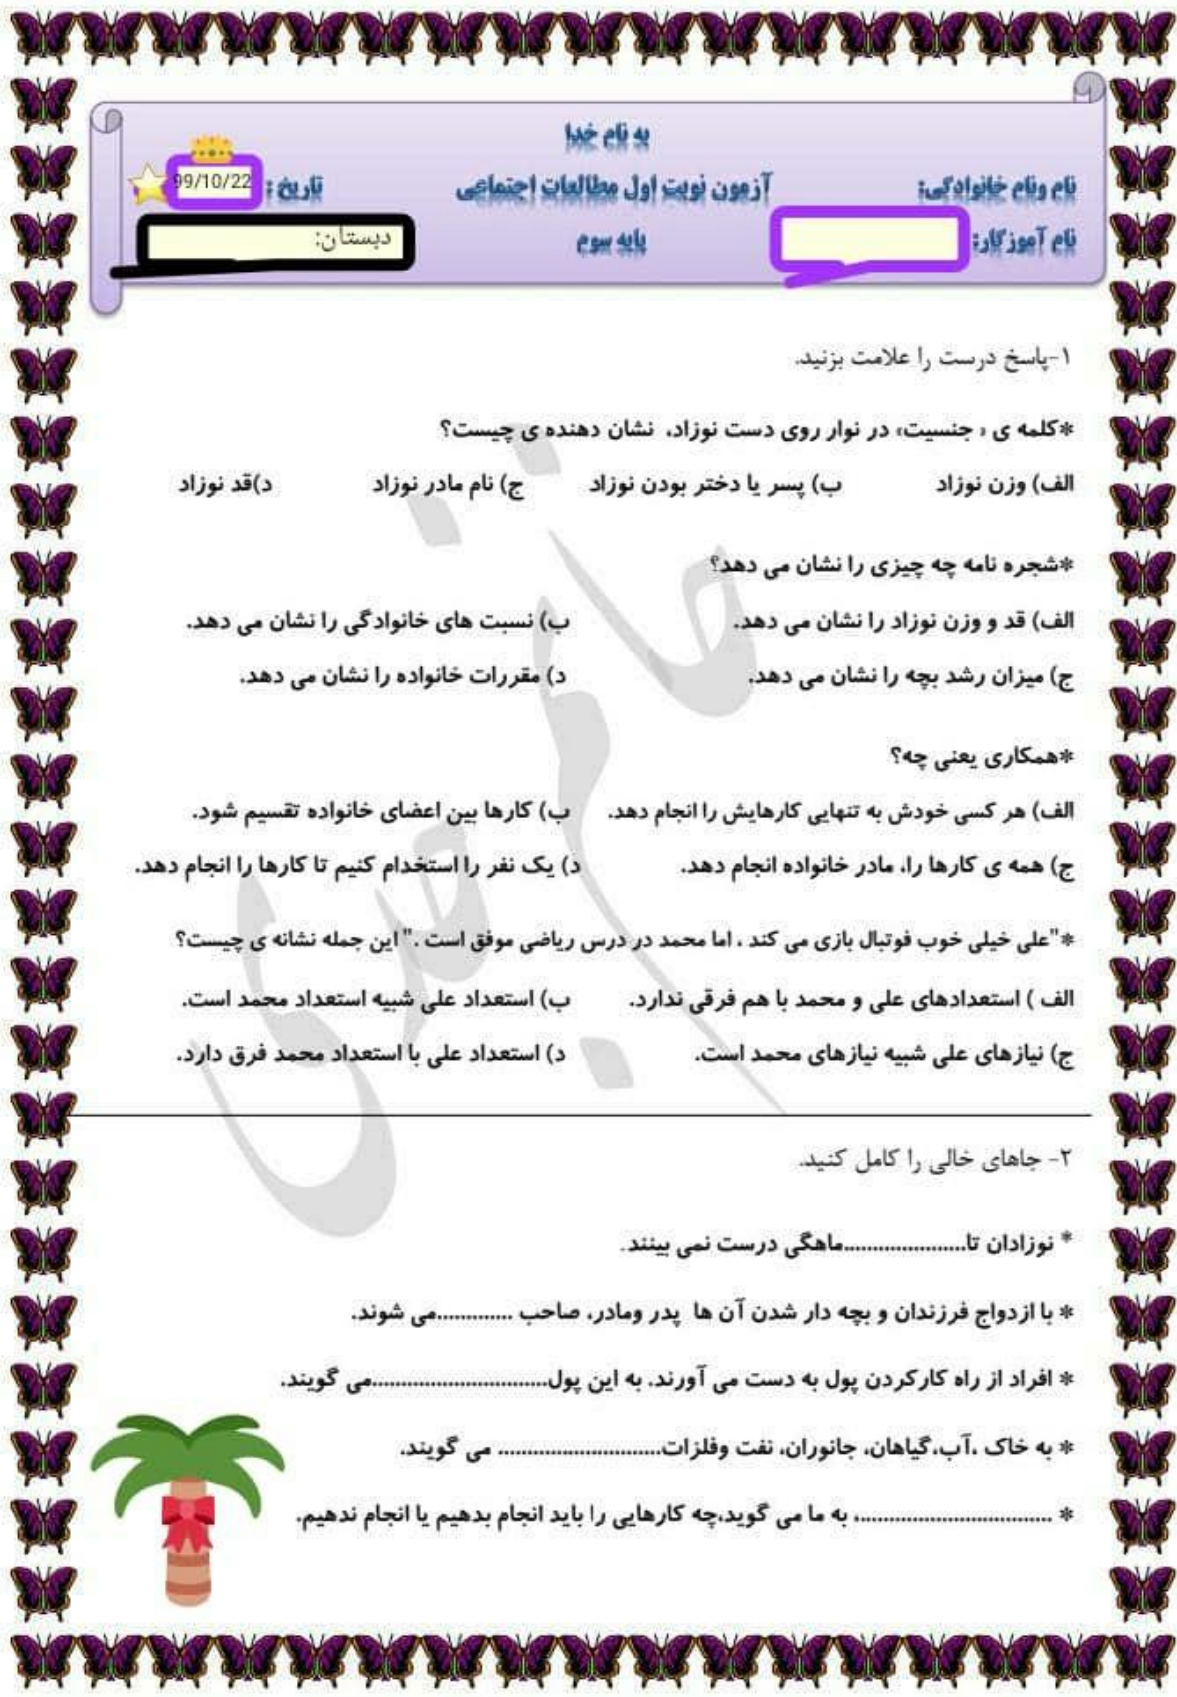 به نام خدا
نام ونام خانوادگی: آزمون نوبت اول مطالعات اجتماعی تاریخ : 99/10/22
نام آموزگار: پایه سوم دبستان:
۱-پاسخ درست را علامت بزنید.
*کلمه ی « جنسیت» در نوار روی دست نوزاد، نشان دهنده ی چیست؟
الف) وزن نوزاد ب) پسر یا دختر بودن نوزاد ج) نام مادر نوزاد د)قد نوزاد
*شجره نامه چه چیزی را نشان می دهد؟
الف) قد و وزن نوزاد را نشان می دهد. ب) نسبت های خانوادگی را نشان می دهد.
ج) میزان رشد بچه را نشان می دهد. د) مقررات خانواده را نشان می دهد.
*همکاری یعنی چه؟
الف) هر کسی خودش به تنهایی کارهایش را انجام دهد. ب) کارها بین اعضای خانواده تقسیم شود.
ج) همه ی کارها را، مادر خانواده انجام دهد. د) یک نفر را استخدام کنیم تا کارها را انجام دهد.
*"علی خیلی خوب فوتبال بازی می کند ، اما محمد در درس ریاضی موفق است ." این جمله نشانه ی چیست؟
الف ) استعدادهای علی و محمد با هم فرقی ندارد. ب) استعداد علی شبیه استعداد محمد است.
ج) نیازهای علی شبیه نیازهای محمد است. د) استعداد علی با استعداد محمد فرق دارد.
۲- جاهای خالی را کامل کنید.
* نوزادان تا.....................ماهگی درست نمی بینند.
* با ازدواج فرزندان و بچه دار شدن آن ها پدر ومادر، صاحب .............می شوند.
* افراد از راه کارکردن پول به دست می آورند. به این پول..............................می گویند.
* به خاک ،آب،گیاهان، جانوران، نفت وفلزات............................ می گویند.
* .................................، به ما می گوید،چه کارهایی را باید انجام بدهیم یا انجام ندهیم.